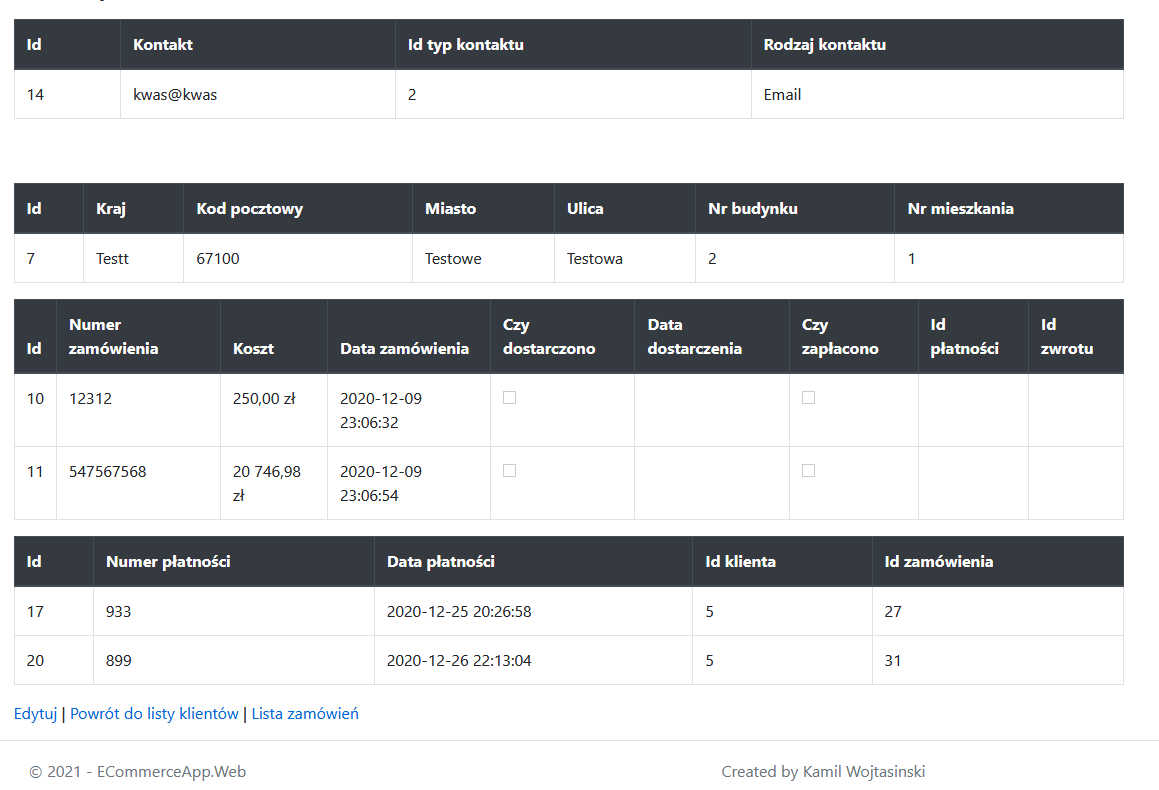 Id Kontakt Id typ kontaktu Rodzaj kontaktu
14 kwas@kwas 2 Email
Id Kraj Kod pocztowy Miasto Ulica Nr budynku Nr mieszkania
7 Testt 67100 Testowe Testowa 2 1
Numer Czy Data Czy Id Id
Id zamówienia Koszt Data zamówienia dostarczono dostarczenia zapłacono płatności zwrotu
10 12312 250,00 zł 2020-12-09
23:06:32
11 547567568 20 746,98 2020-12-09
zł 23:06:54
Id Numer płatności Data płatności Id klienta Id zamówienia
17 933 2020-12-25 20:26:58 5 27
20 899 2020-12-26 22:13:04 5 31
Edytuj | Powrót do listy klientów | Lista zamówień
© 2021 - ECommerceApp.Web Created by Kamil Wojtasinski